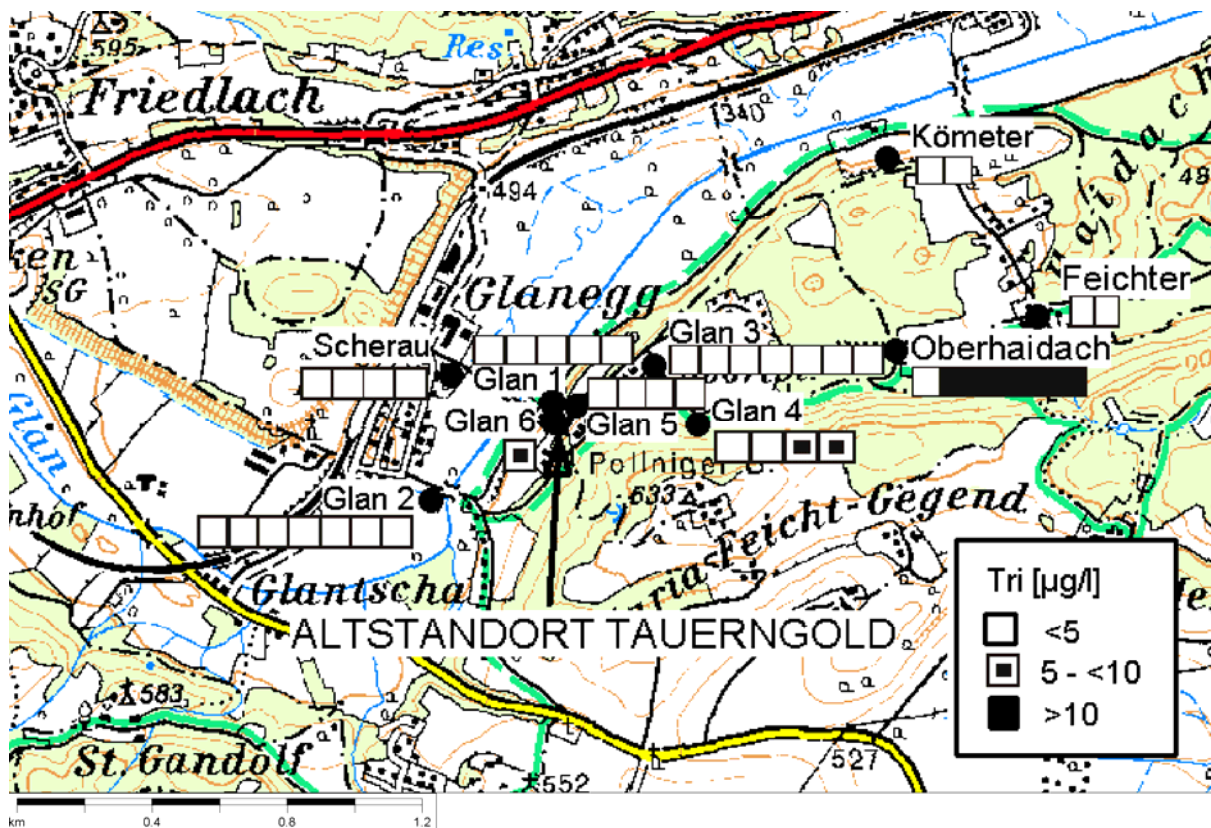 595
Res
Friedlach
340
Kömeter
494
SG
Glanegg
Feichter
Scherau
Glan 3
Oberhaidach
Glan 1
Glan 6
Glan 5
Glan 4
Glan
Pollniger
633
Glan 2
nhof
aria-Feicht-Gegend
Glantscha
Tri [µg/l]
<5
ALTSTANDORT TAUERNGOLD
5 - <10
583
>10
St. Gandolf
527
552
km 0.4 0.8 1.2